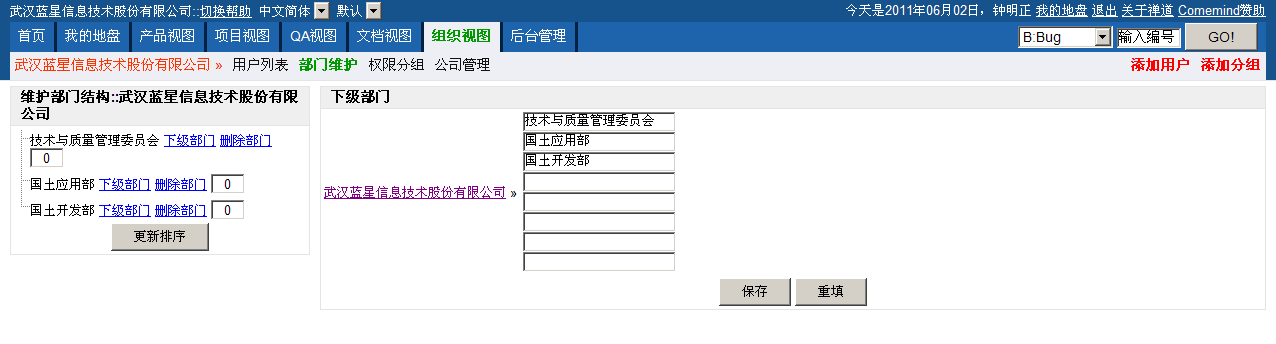 武汉蓝星信息技术股份有限公司::切换帮助 中文简体 默认 今天是2011年06月02日，钟明正 我的地盘 退出 关于禅道 Comemind赞助
首页 我的地盘 产品视图 项目视图 QA视图 文档视图 组织视图 后台管理 B:Bug 输入编号 GO!
武汉蓝星信息技术股份有限公司 » 用户列表 部门维护 权限分组 公司管理 添加用户 添加分组
维护部门结构::武汉蓝星信息技术股份有限
公司
技术与质量管理委员会 下级部门 删除部门
0
国土应用部 下级部门 删除部门 0
国土开发部 下级部门 删除部门 0
更新排序
下级部门
武汉蓝星信息技术股份有限公司 »
技术与质量管理委员会
国土应用部
国土开发部
保存 重填